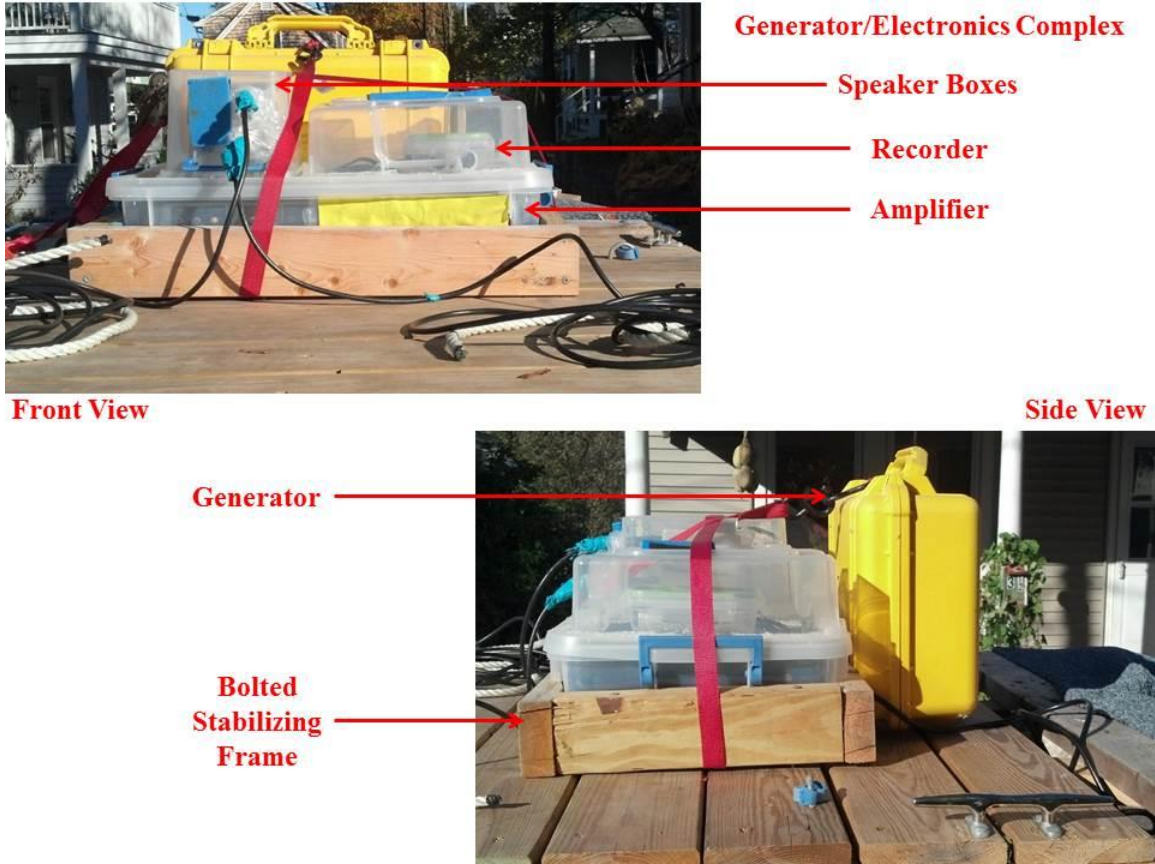 Generator/Electronics Complex
Speaker Boxes
Recorder
Amplifier
Front View
Side View
Generator
Bolted
Stabilizing
Frame